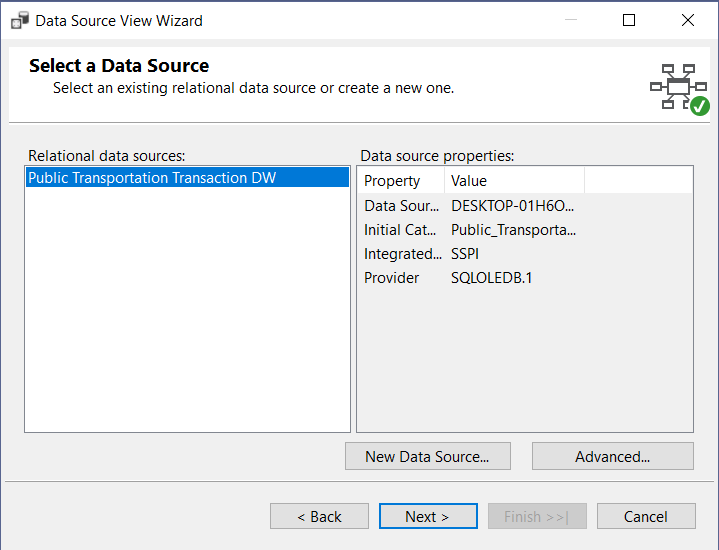 Data Source View Wizard
Select a Data Source
Select an existing relational data source or create a new one.
Relational data sources:
Public Transportation Transaction DW
Data source properties:
Property Value
Data Sour... DESKTOP-01H6O...
Initial Cat... Public_Transporta...
Integrated... SSPI
Provider SQLOLEDB.1
New Data Source...
Advanced...
< Back
Next >
Finish >>|
Cancel